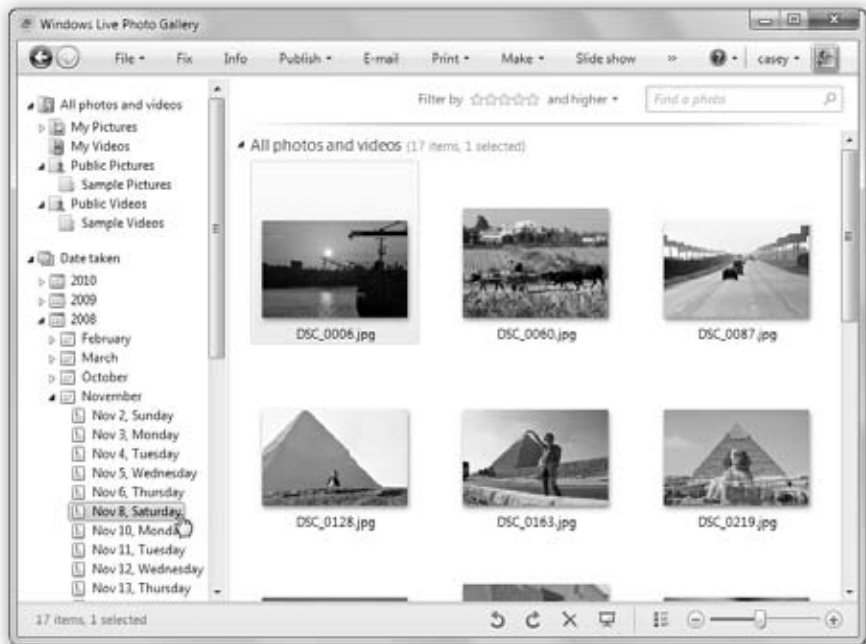 Windows Live Photo Gallery
File Fix Info Publish E-mail Print Make Slide show » ? casey
Filter by and higher Find a photo
All photos and videos
My Pictures
My Videos
Public Pictures
Sample Pictures
Public Videos
Sample Videos
Date taken
2010
2009
2008
February
March
October
November
Nov 2, Sunday
Nov 3, Monday
Nov 4, Tuesday
Nov 5, Wednesday
Nov 6, Thursday
Nov 8, Saturday
Nov 10, Monday
Nov 11, Tuesday
Nov 12, Wednesday
Nov 13, Thursday
All photos and videos (17 items, 1 selected)
DSC_0006.jpg DSC_0060.jpg DSC_0087.jpg
DSC_0128.jpg DSC_0163.jpg DSC_0219.jpg
17 items, 1 selected